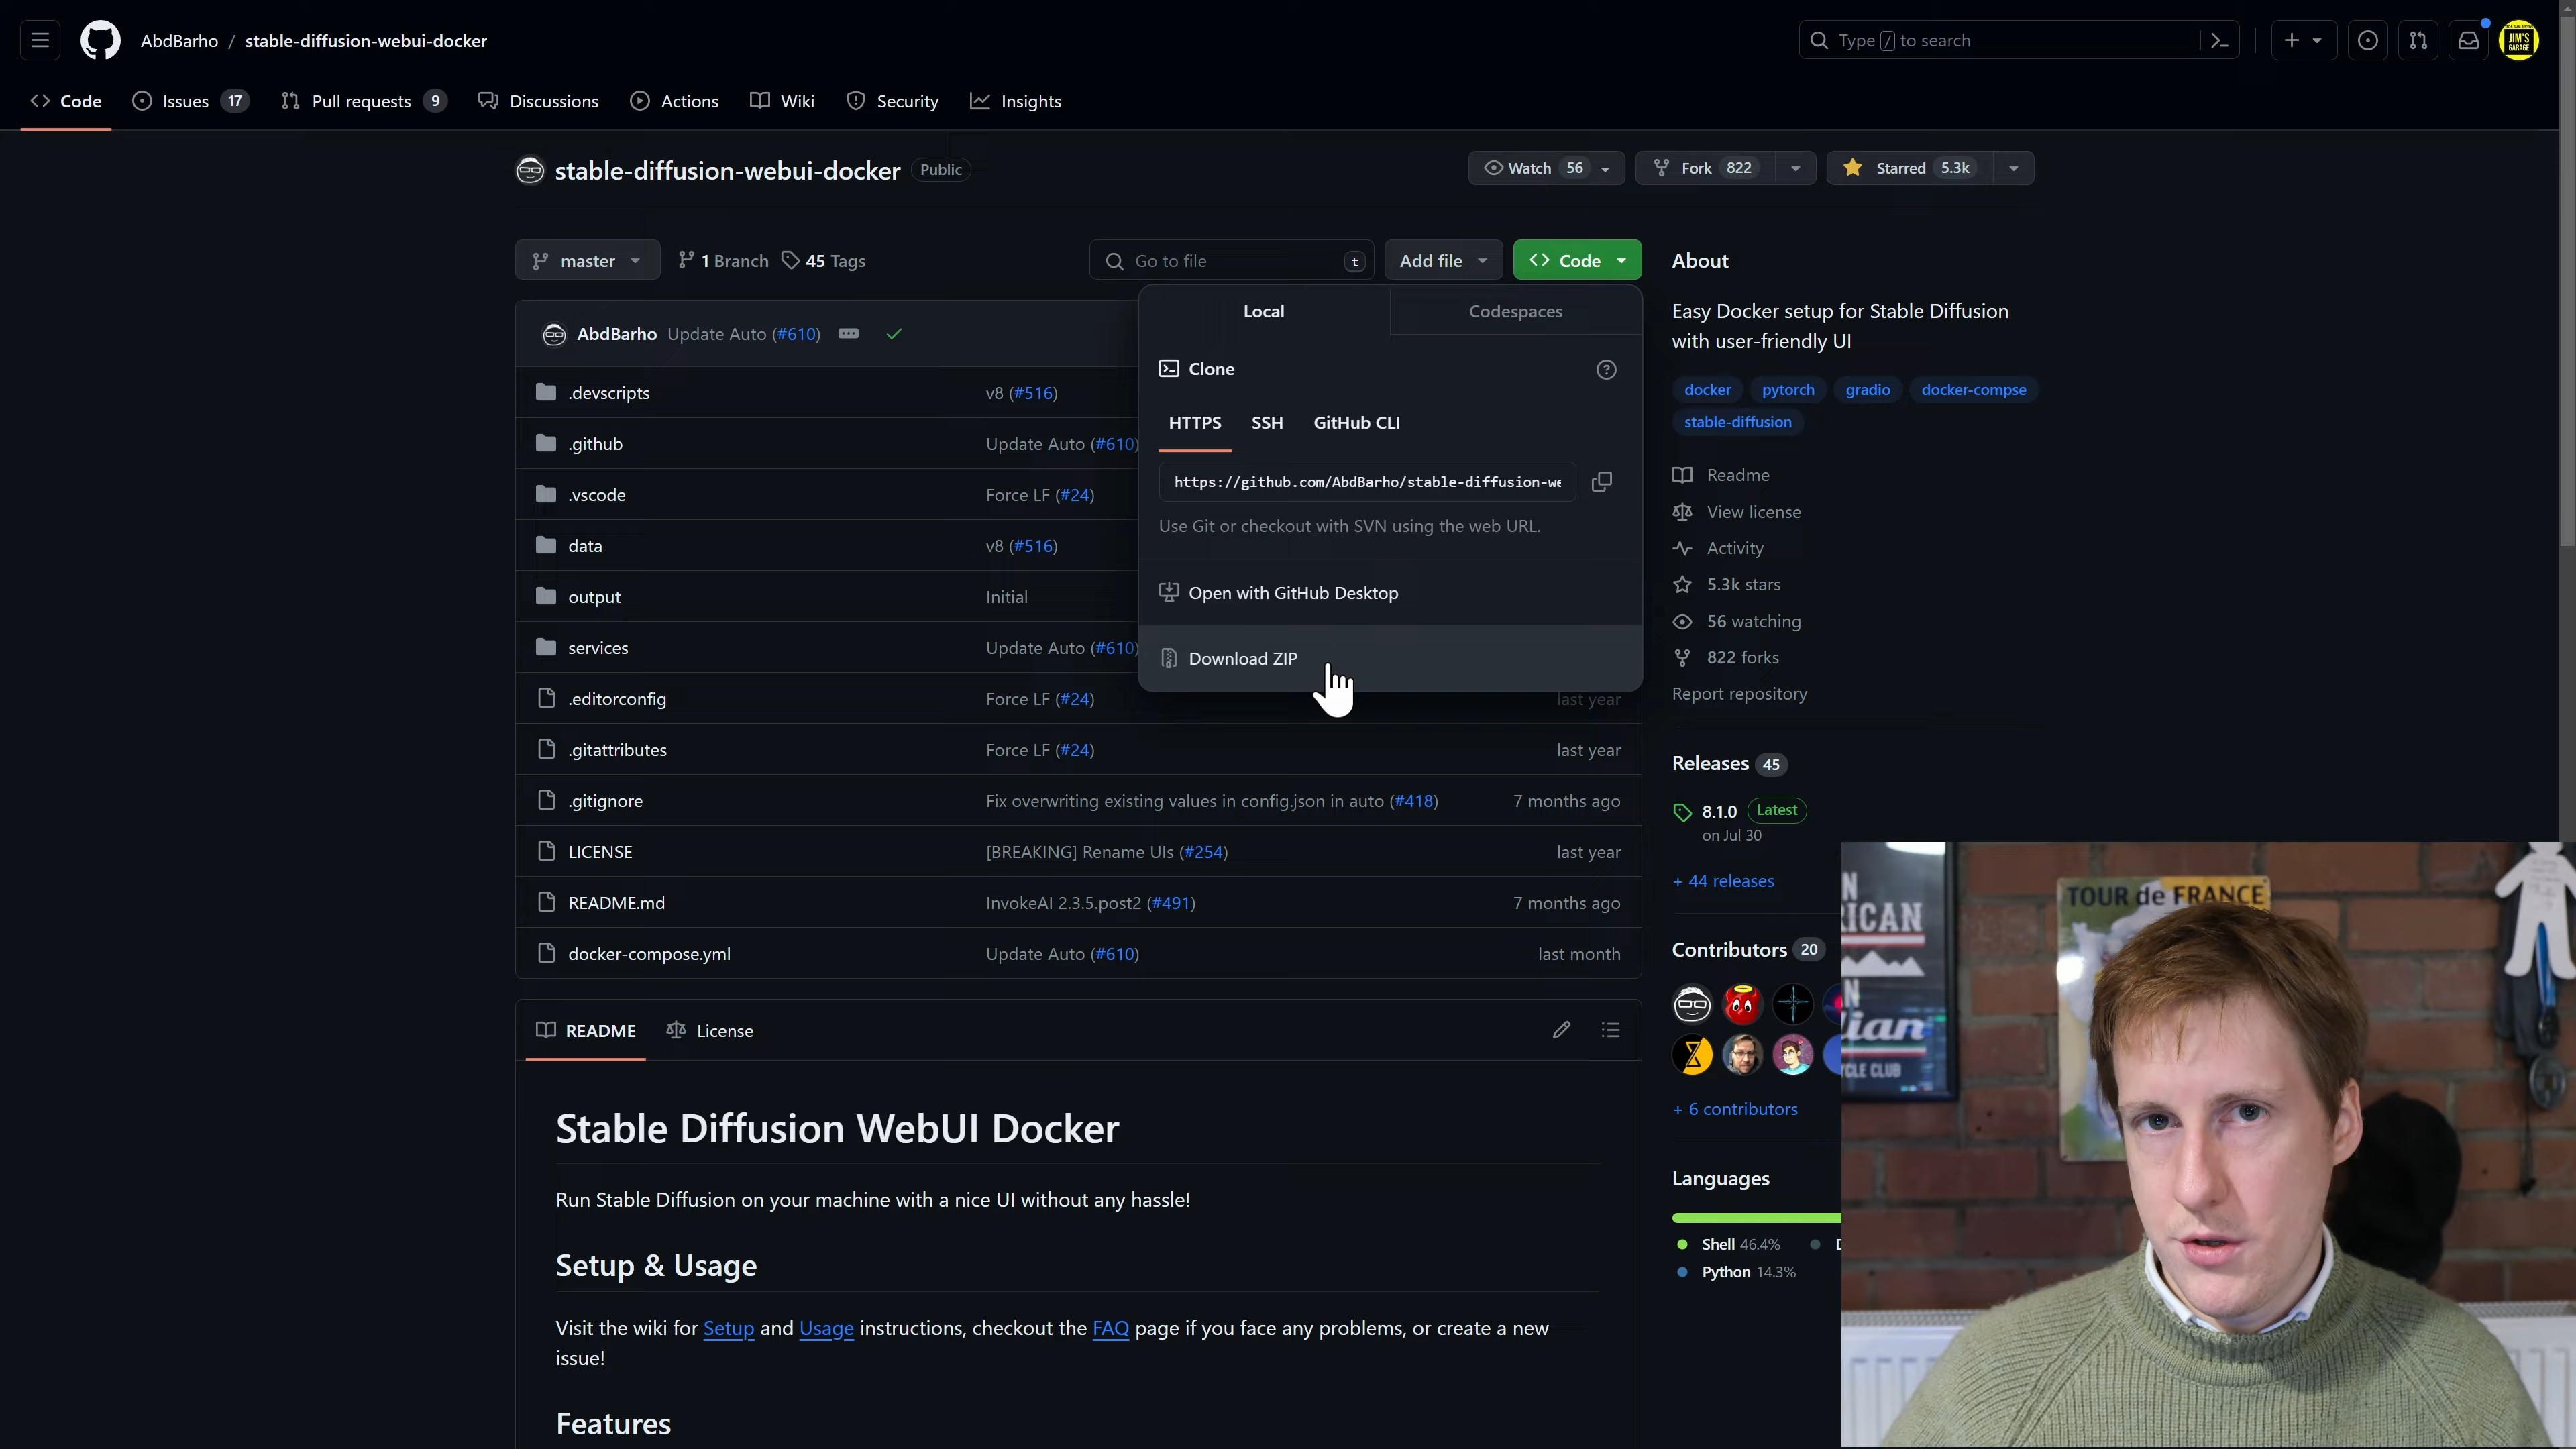 AbdBarho / stable-diffusion-webui-docker
Type / to search
JIM'S GARAGE
Code Issues 17 Pull requests 9 Discussions Actions Wiki Security Insights
stable-diffusion-webui-docker Public
Watch 56 Fork 822 Starred 5.3k
master 1 Branch 45 Tags Go to file t Add file Code
AbdBarho Update Auto (#610)
.devscripts v8 (#516)
.github Update Auto (#610)
.vscode Force LF (#24)
data v8 (#516)
output Initial
services Update Auto (#610)
.editorconfig Force LF (#24) last year
.gitattributes Force LF (#24) last year
.gitignore Fix overwriting existing values in config.json in auto (#418) 7 months ago
LICENSE [BREAKING] Rename UIs (#254) last year
README.md InvokeAI 2.3.5.post2 (#491) 7 months ago
docker-compose.yml Update Auto (#610) last month
Local Codespaces
Clone
HTTPS SSH GitHub CLI
https://github.com/AbdBarho/stable-diffusion-we
Use Git or checkout with SVN using the web URL.
Open with GitHub Desktop
Download ZIP
README License
Stable Diffusion WebUI Docker
Run Stable Diffusion on your machine with a nice UI without any hassle!
Setup & Usage
Visit the wiki for Setup and Usage instructions, checkout the FAQ page if you face any problems, or create a new
issue!
Features
About
Easy Docker setup for Stable Diffusion
with user-friendly UI
docker pytorch gradio docker-compse
stable-diffusion
Readme
View license
Activity
5.3k stars
56 watching
822 forks
Report repository
Releases 45
8.1.0 Latest
on Jul 30
+ 44 releases
Contributors 20
+ 6 contributors
Languages
Shell 46.4% D
Python 14.3%
TOUR de FRANCE
N
RICAN
N
lian
YCLE CLUB